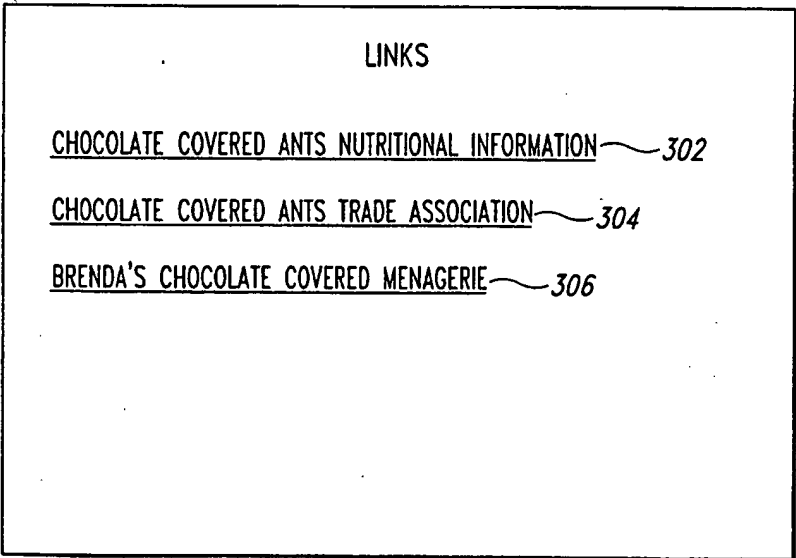 LINKS
CHOCOLATE COVERED ANTS NUTRITIONAL INFORMATION 302
CHOCOLATE COVERED ANTS TRADE ASSOCIATION 304
BRENDA'S CHOCOLATE COVERED MENAGERIE 306